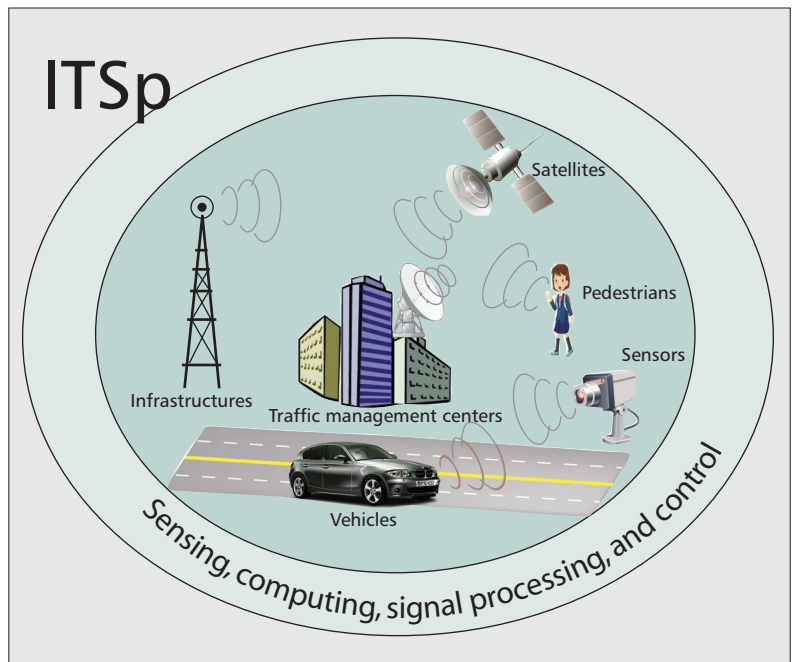 ITSp
Satellites
Pedestrians
Sensors
Infrastructures
Traffic management centers
Vehicles
Sensing, computing, signal processing, and control